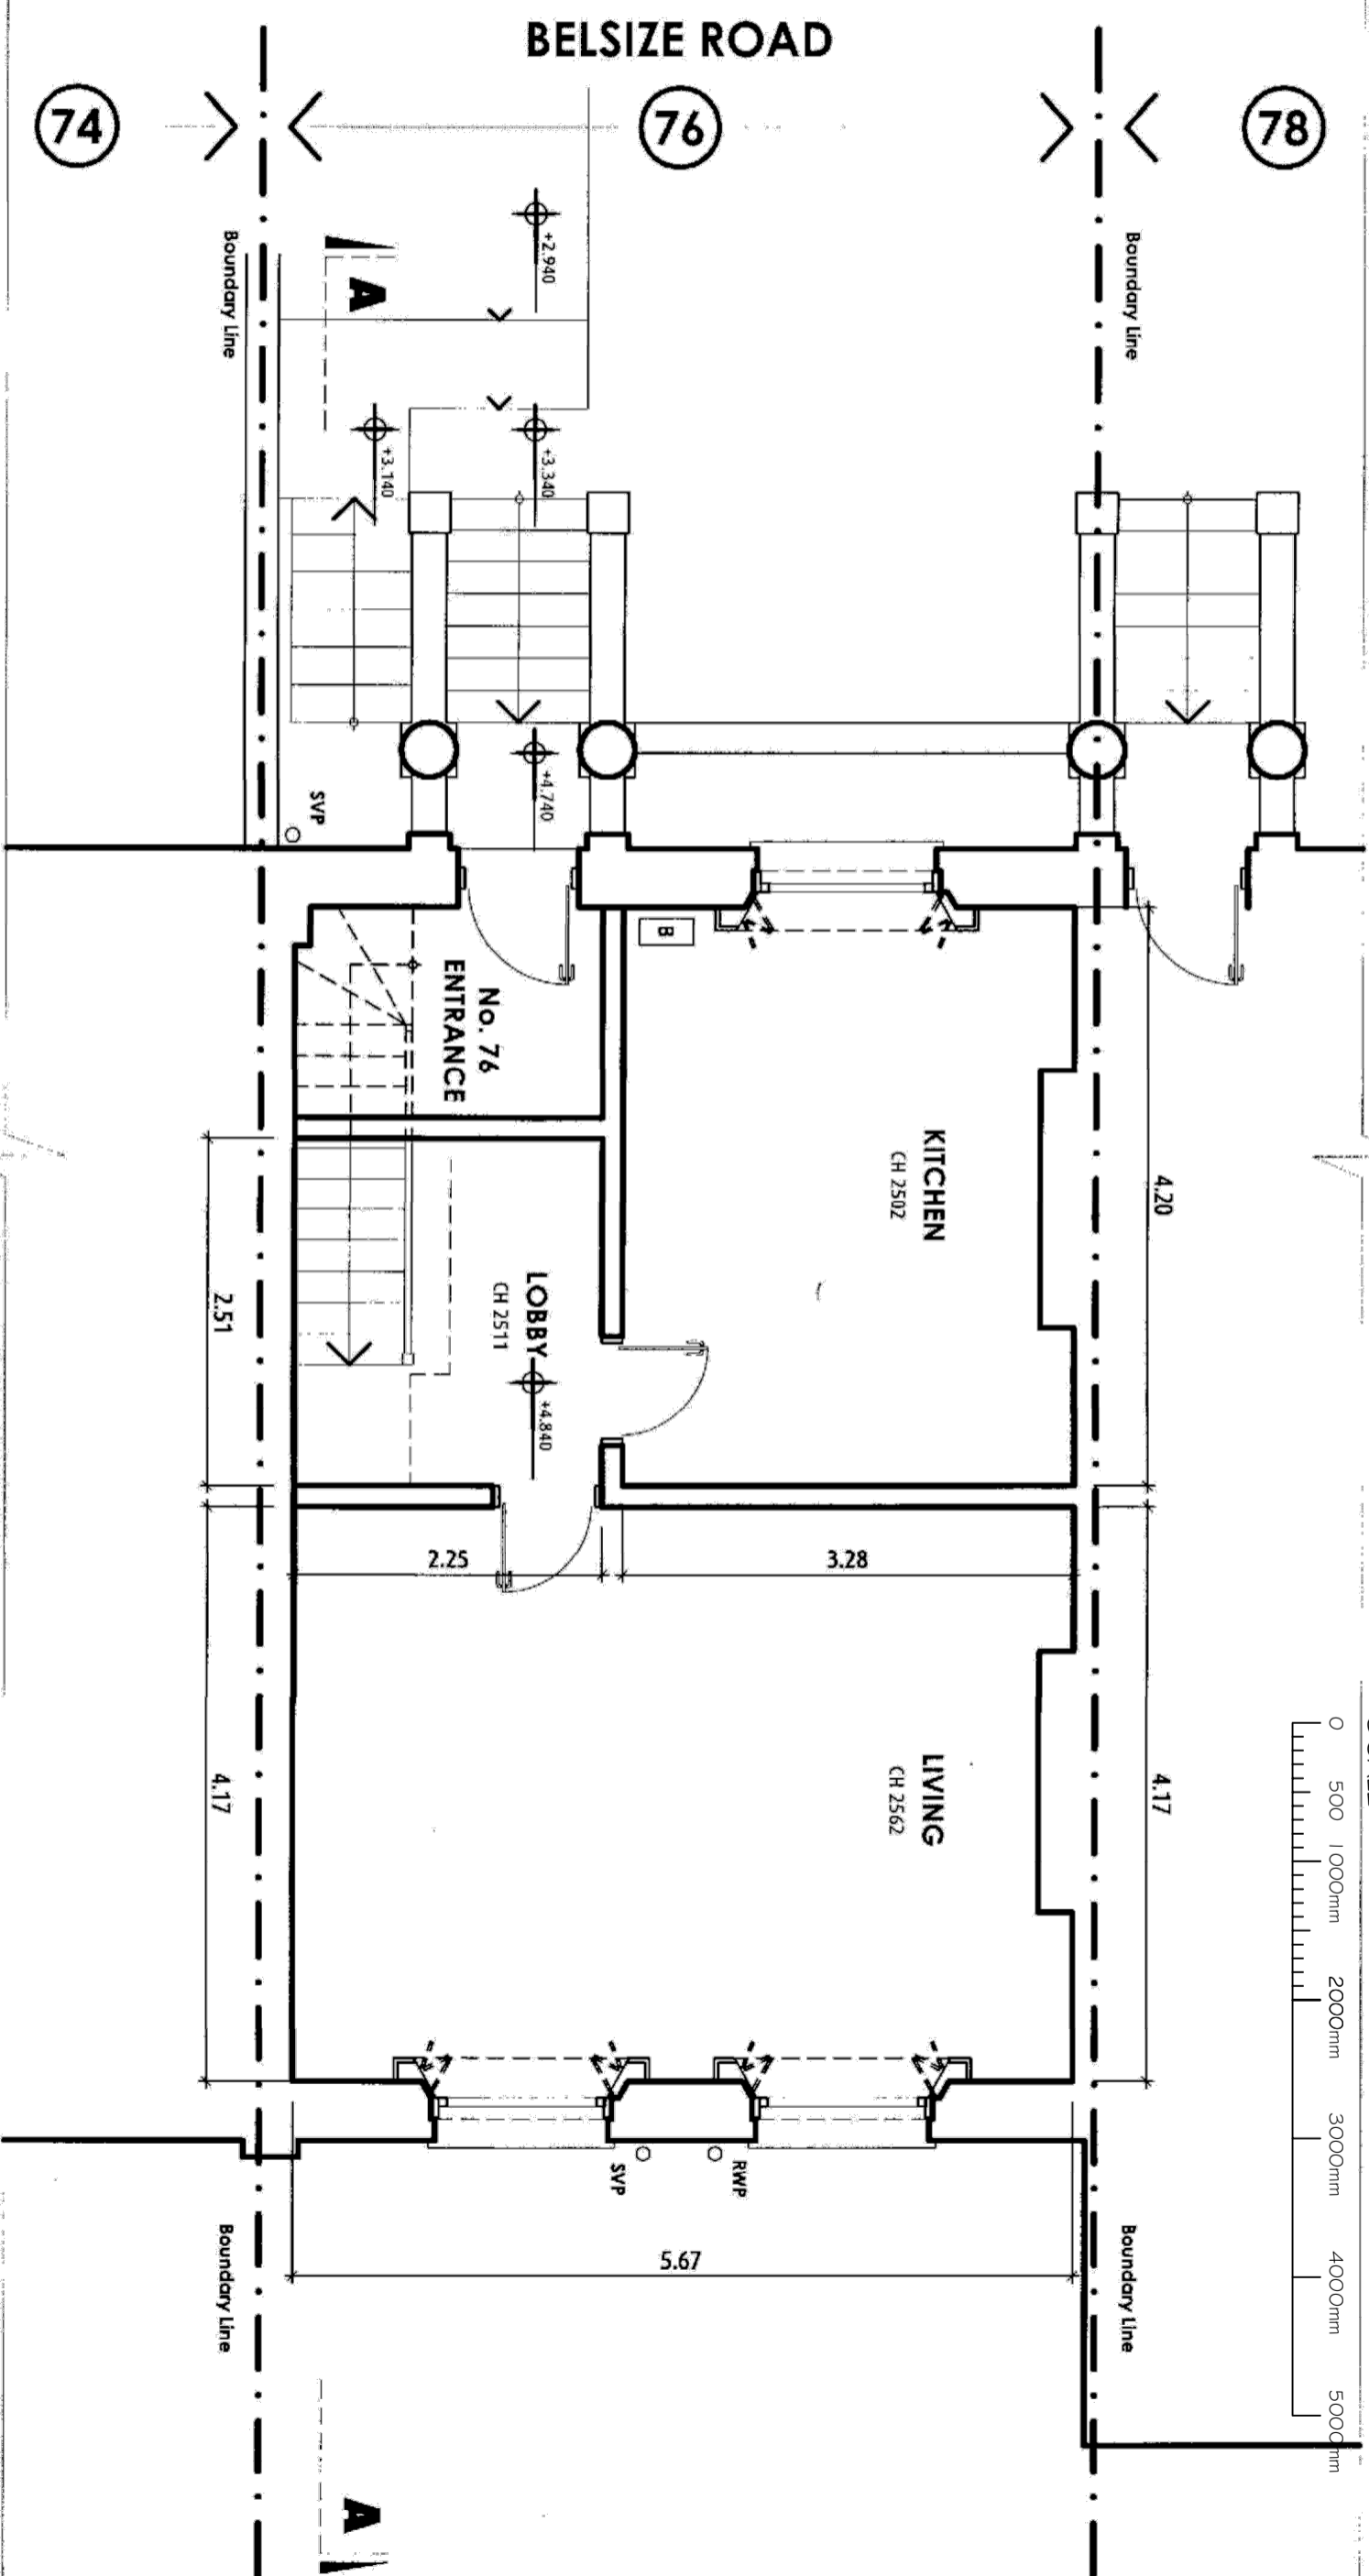 BELSIZE ROAD
74
76
78
Boundary Line
Boundary Line
A
+2.940
+3.140
+3.340
+4.740
SVP
B
No. 76
ENTRANCE
KITCHEN
CH 2502
4.20
LOBBY
CH 2511
+4.840
2.51
2.25
3.28
LIVING
CH 2562
4.17
4.17
0 500 1000mm 2000mm 3000mm 4000mm 5000mm
SVP
RWP
5.67
Boundary Line
Boundary Line
A